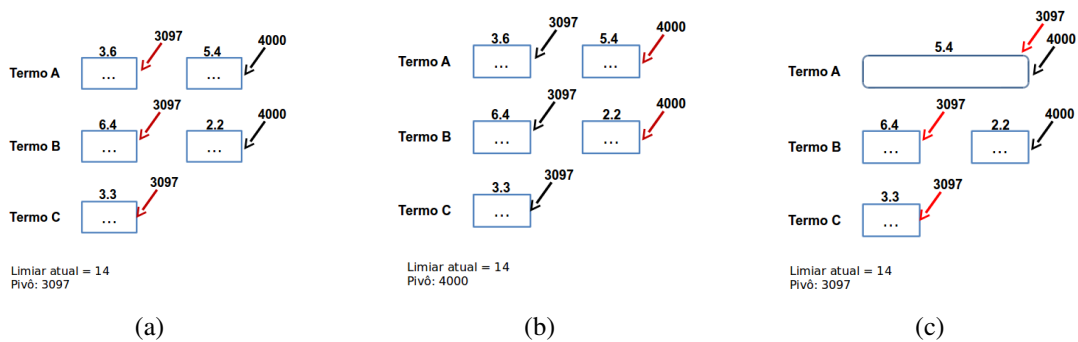 3097
4000
3.6
5.4
Termo A
...
...
3097
4000
6.4
2.2
Termo B
...
...
3097
3.3
Termo C
...
Limiar atual = 14
Pivô: 3097
(a)
3097
4000
3.6
5.4
Termo A
...
...
3097
4000
6.4
2.2
Termo B
...
...
3097
3.3
Termo C
...
Limiar atual = 14
Pivô: 4000
(b)
3097
4000
5.4
Termo A
3097
4000
6.4
2.2
Termo B
...
...
3097
3.3
Termo C
...
Limiar atual = 14
Pivô: 3097
(c)